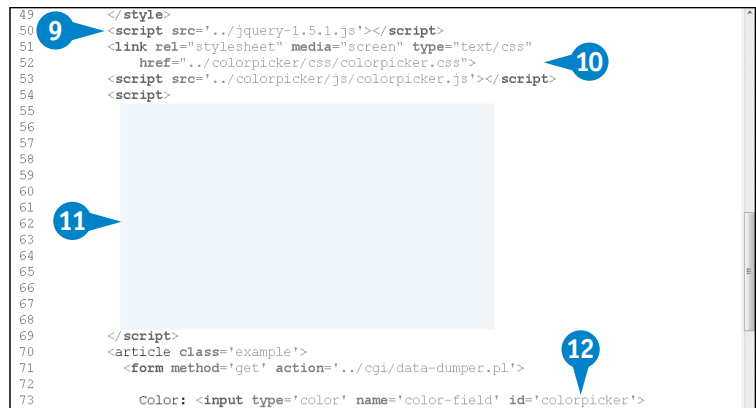 49 </style>
9 50 <script src='../jquery-1.5.1.js'></script>
51 <link rel="stylesheet" media="screen" type="text/css"
52 href="../colorpicker/css/colorpicker.css"> 10
53 <script src='../colorpicker/js/colorpicker.js'></script>
54 <script>
55
56
57
58
59
60
61
11 62
63
64
65
66
67
68
69 </script>
70 <article class='example'>
71 <form method='get' action='../cgi/data-dumper.pl'>
12
72
73 Color: <input type='color' name='color-field' id='colorpicker'>